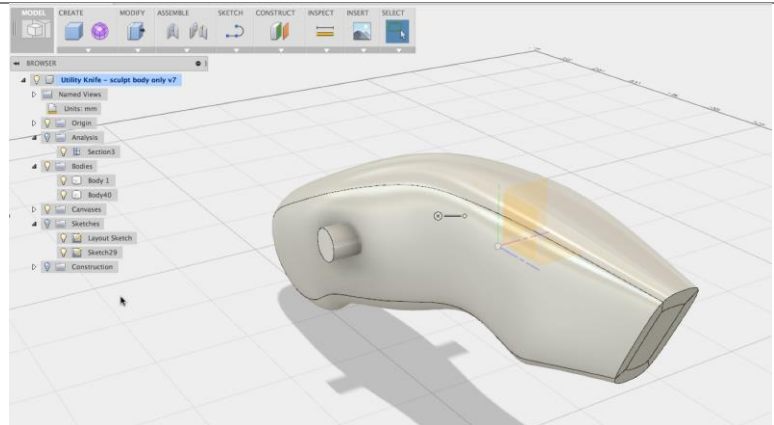 MODEL CREATE MODIFY ASSEMBLE SKETCH CONSTRUCT INSPECT INSERT SELECT
BROWSER
Utility Knife - sculpt body only v7
Named Views
Units: mm
Origin
Analysis
Section3
Bodies
Body 1
Body40
Canvases
Sketches
Layout Sketch
Sketch29
Construction